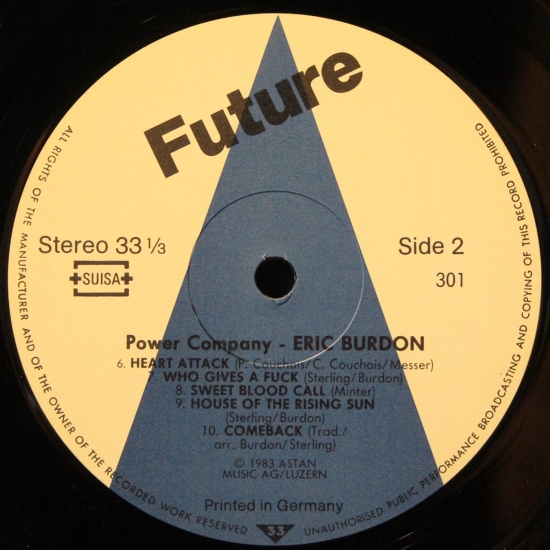 Future
Stereo 33 1/3
Side 2
+SUISA+
301
Power Company - ERIC BURDON
6. HEART ATTACK (P. Couchois/C. Couchois/Messer)
7. WHO GIVES A FUCK (Sterling/Burdon)
8. SWEET BLOOD CALL (Minter)
9. HOUSE OF THE RISING SUN
(Sterling/Burdon)
10. COMEBACK (Trad./
arr. Burdon/Sterling)
© 1983 ASTAN
MUSIC AG/LUZERN
Printed in Germany
33
ALL RIGHTS OF THE MANUFACTURER AND OF THE OWNER OF THE RECORDED WORK RESERVED
UNAUTHORISED PUBLIC PERFORMANCE BROADCASTING AND COPYING OF THIS RECORD PROHIBITED